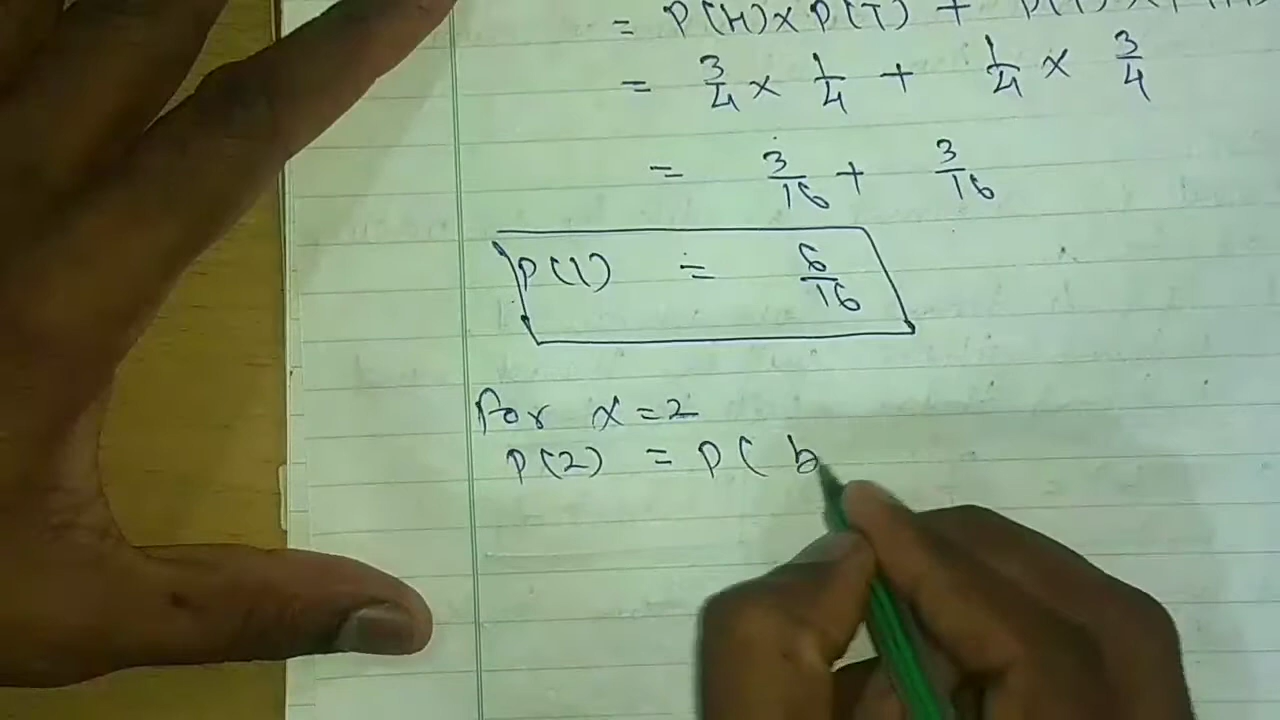 = P(H)×P(T) +
= 3/4 × 1/4 + 1/4 × 3/4
= 3/16 + 3/16
P(1) = 6/16
for x=2
P(2) = P( b